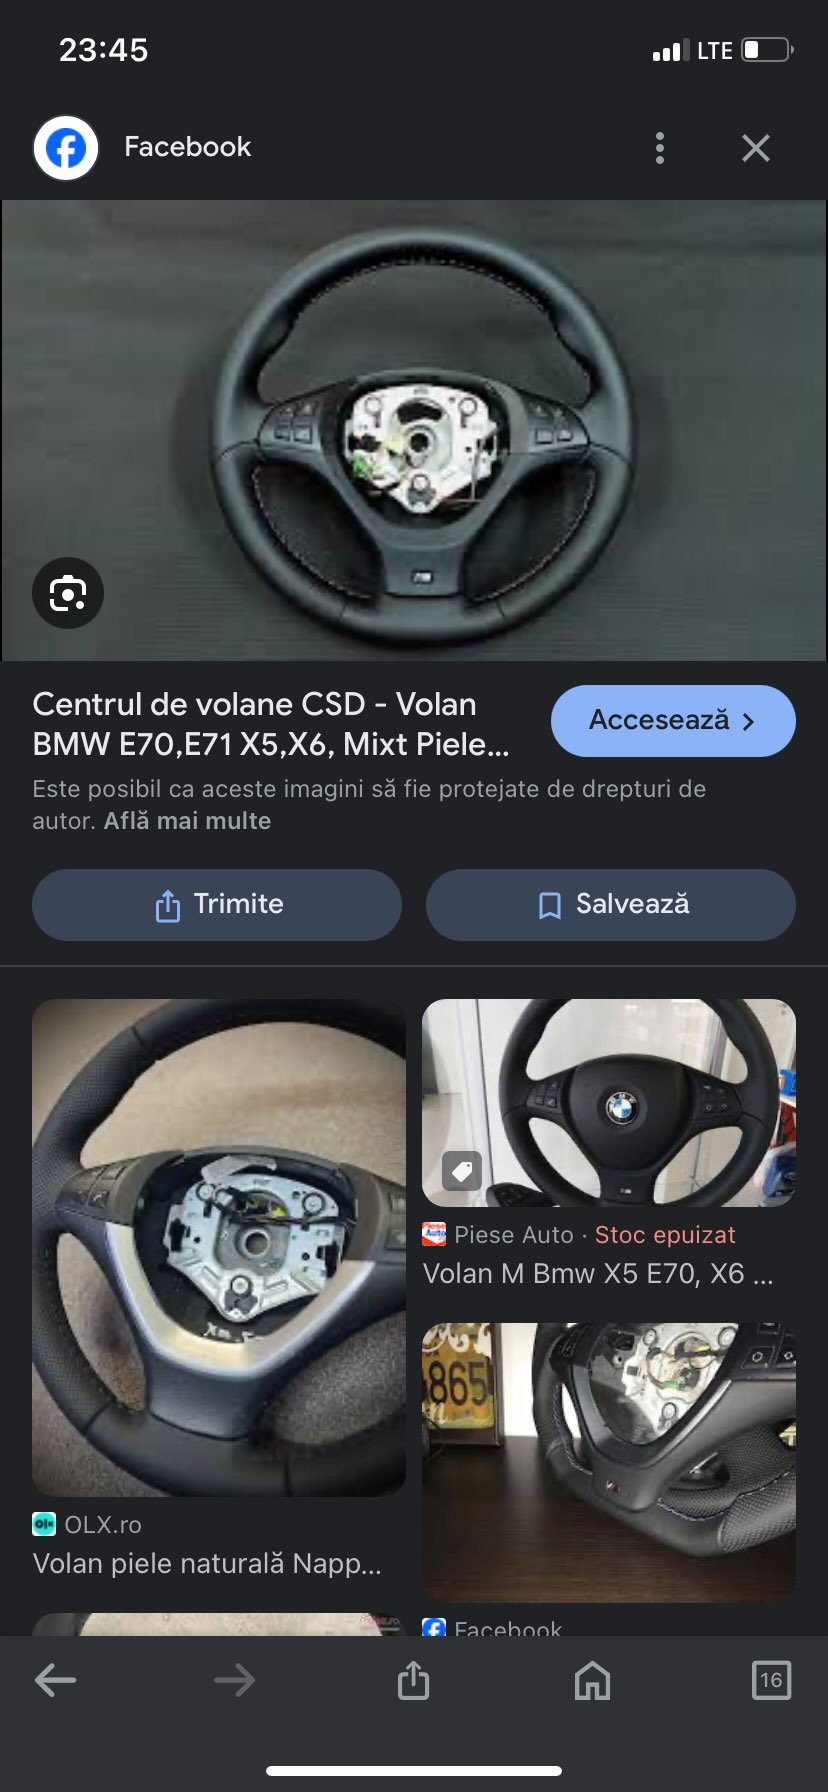 23:45
LTE
Facebook
Centrul de volane CSD - Volan
BMW E70,E71 X5,X6, Mixt Piele...
Accesează
Este posibil ca aceste imagini să fie protejate de drepturi de
autor. Află mai multe
Trimite
Salvează
Piese Auto · Stoc epuizat
Volan M Bmw X5 E70, X6 ...
865
OLX.ro
Volan piele naturală Napp...
Facebook
16